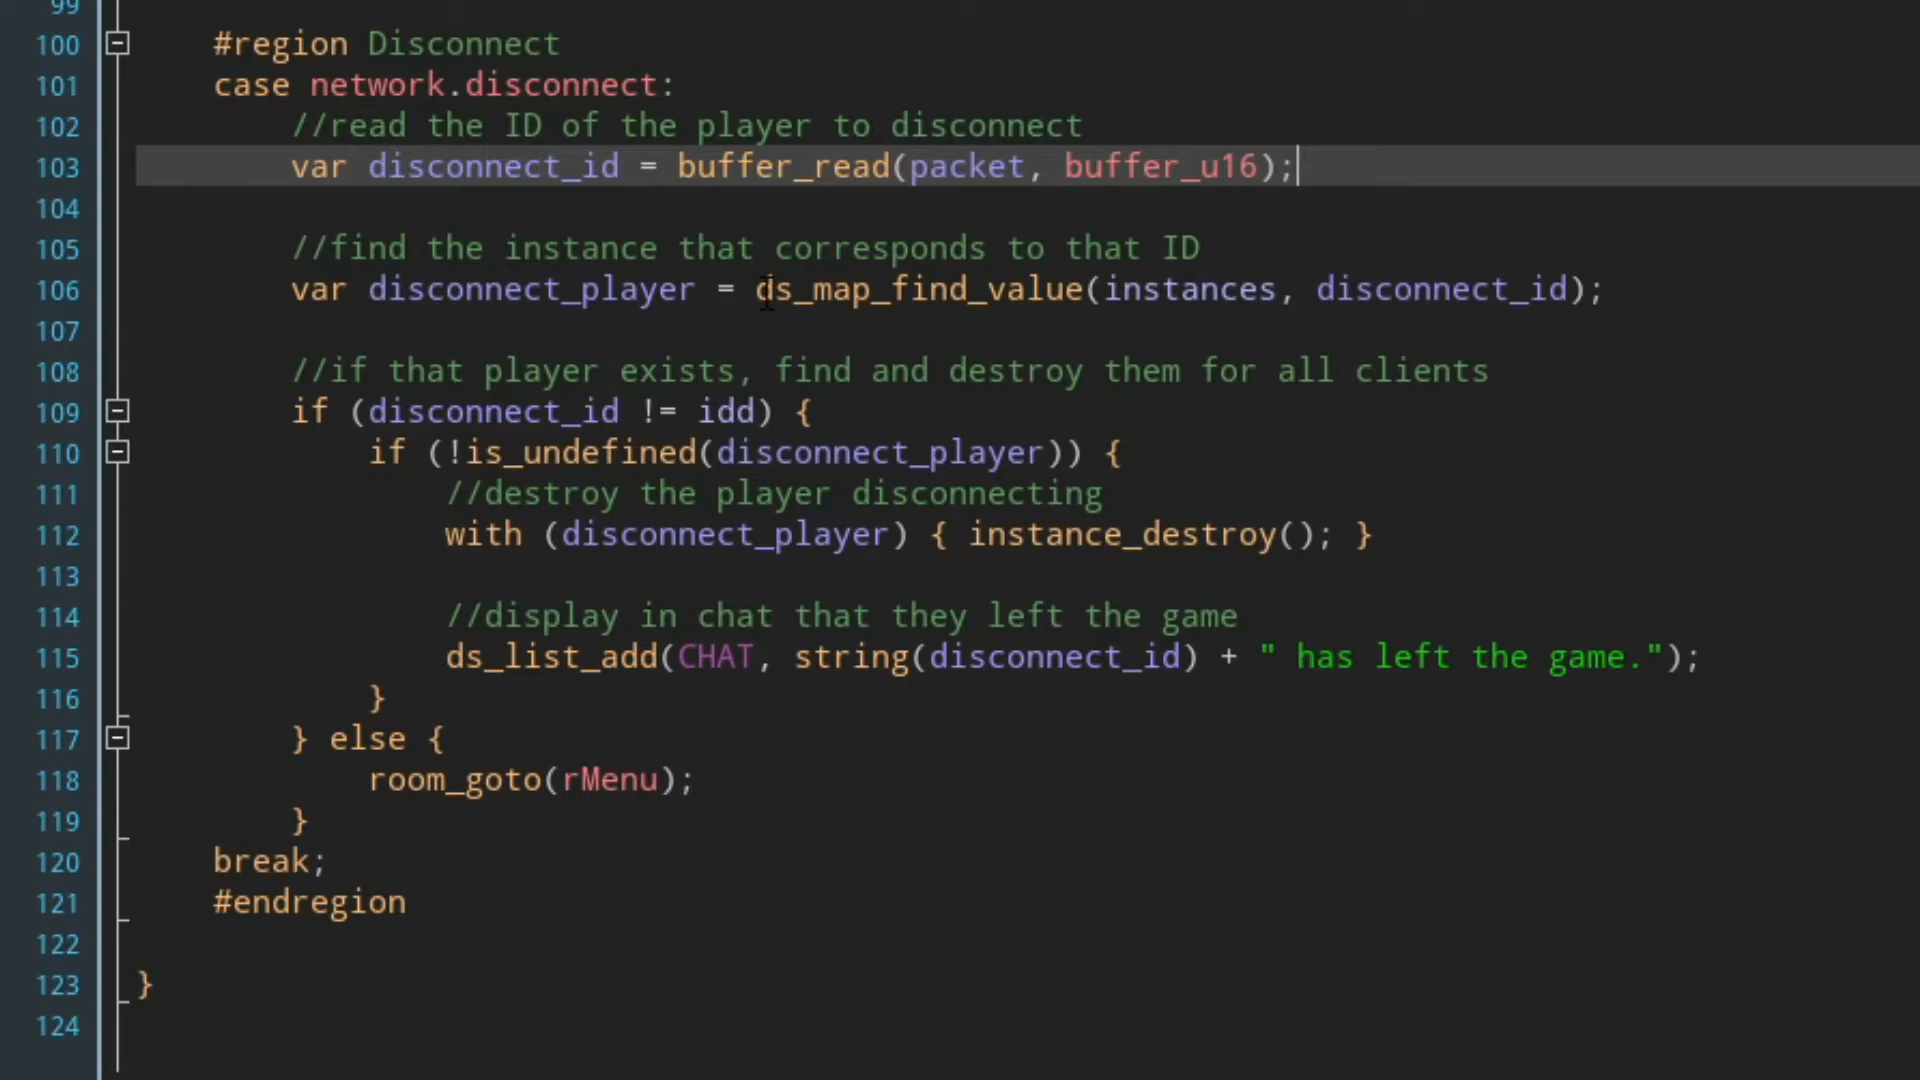 99
100 #region Disconnect
101 case network.disconnect:
102 //read the ID of the player to disconnect
103 var disconnect_id = buffer_read(packet, buffer_u16);
104
105 //find the instance that corresponds to that ID
106 var disconnect_player = ds_map_find_value(instances, disconnect_id);
107
108 //if that player exists, find and destroy them for all clients
109 if (disconnect_id != idd) {
110 if (!is_undefined(disconnect_player)) {
111 //destroy the player disconnecting
112 with (disconnect_player) { instance_destroy(); }
113
114 //display in chat that they left the game
115 ds_list_add(CHAT, string(disconnect_id) + " has left the game.");
116 }
117 } else {
118 room_goto(rMenu);
119 }
120 break;
121 #endregion
122
123 }
124